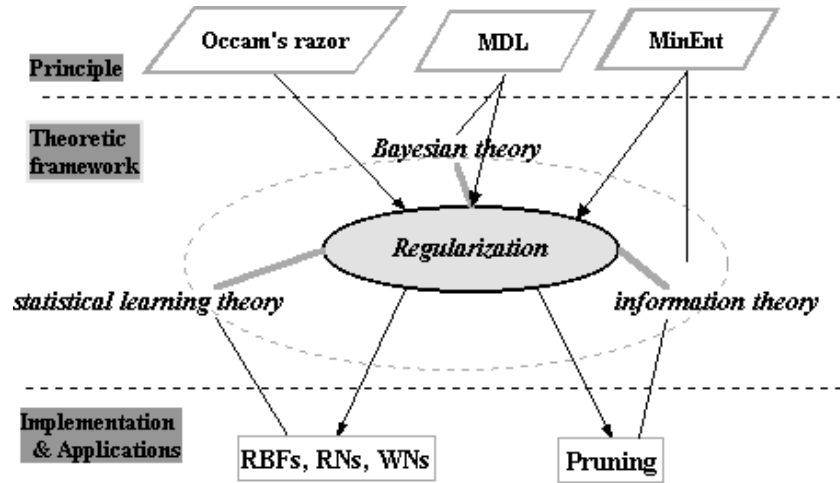 Occam's razor
MDL
MinEnt
Principle
Theoretic
framework
Bayesian theory
Regularization
statistical learning theory
information theory
Implementation
& Applications
RBFs, RNs, WNs
Pruning